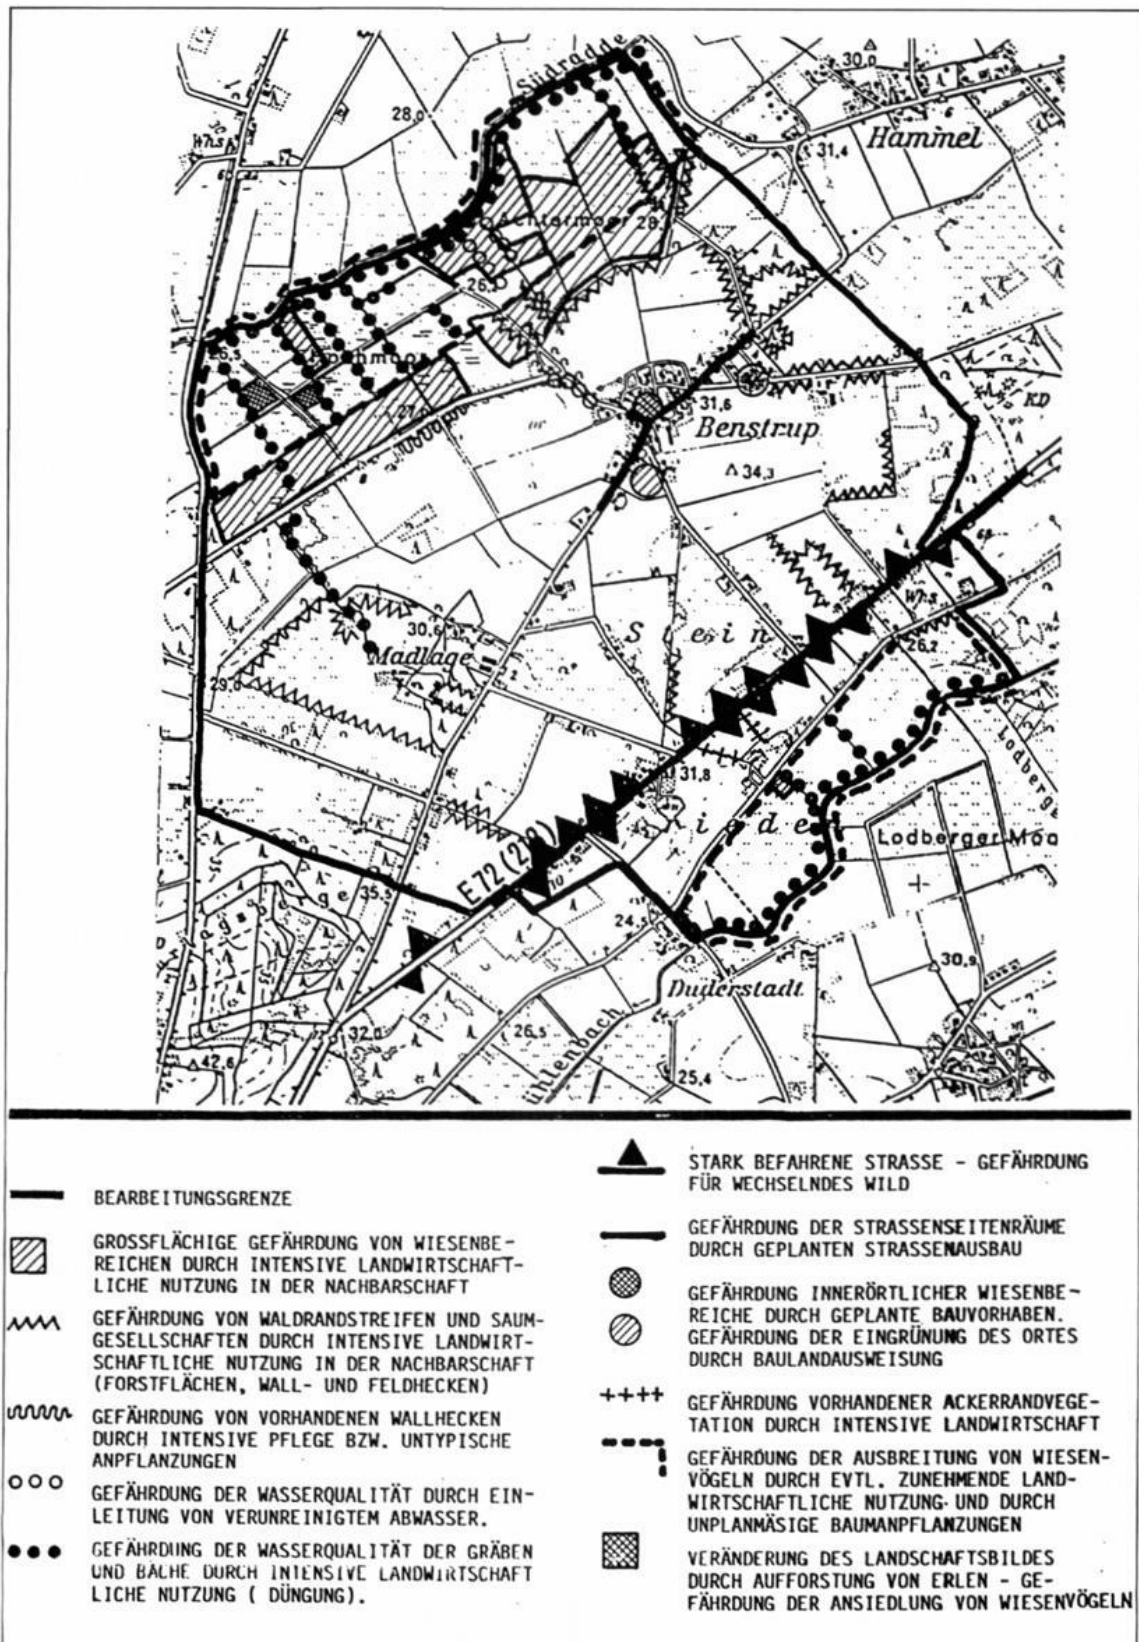 Südradde
30,0
Hammel
31,4
28,0
Whs
Achtermoor 28,
26,
26,5
27,0
31,6
Benstrup
KD
34,3
Whs
26,2
30,6
Madlage
29,0
31,8
Lodberger Moo
Lodberge
E 72 (213)
35,5
24,5
Duderstadt
30,9
32,0
26,5
ühlenbach
25,4
42,6
BEARBEITUNGSGRENZE
GROSSFLÄCHIGE GEFÄHRDUNG VON WIESENBE-
REICHEN DURCH INTENSIVE LANDWIRTSCHAFT-
LICHE NUTZUNG IN DER NACHBARSCHAFT
GEFÄHRDUNG VON WALDRANDSTREIFEN UND SAUM-
GESELLSCHAFTEN DURCH INTENSIVE LANDWIRT-
SCHAFTLICHE NUTZUNG IN DER NACHBARSCHAFT
(FORSTFLÄCHEN, WALL- UND FELDHECKEN)
GEFÄHRDUNG VON VORHANDENEN WALLHECKEN
DURCH INTENSIVE PFLEGE BZW. UNTYPISCHE
ANPFLANZUNGEN
GEFÄHRDUNG DER WASSERQUALITÄT DURCH EIN-
LEITUNG VON VERUNREINIGTEM ABWASSER.
GEFÄHRDUNG DER WASSERQUALITÄT DER GRÄBEN
UND BÄCHE DURCH INTENSIVE LANDWIRTSCHAFT
LICHE NUTZUNG ( DÜNGUNG).
STARK BEFAHRENE STRASSE - GEFÄHRDUNG
FÜR WECHSELNDES WILD
GEFÄHRDUNG DER STRASSENSEITENRÄUME
DURCH GEPLANTEN STRASSENAUSBAU
GEFÄHRDUNG INNERÖRTLICHER WIESENBE-
REICHE DURCH GEPLANTE BAUVORHABEN.
GEFÄHRDUNG DER EINGRÜNUNG DES ORTES
DURCH BAULANDAUSWEISUNG
GEFÄHRDUNG VORHANDENER ACKERRANDVEGE-
TATION DURCH INTENSIVE LANDWIRTSCHAFT
GEFÄHRDUNG DER AUSBREITUNG VON WIESEN-
VÖGELN DURCH EVTL. ZUNEHMENDE LAND-
WIRTSCHAFTLICHE NUTZUNG UND DURCH
UNPLANMÄSIGE BAUMANPFLANZUNGEN
VERÄNDERUNG DES LANDSCHAFTSBILDES
DURCH AUFFORSTUNG VON ERLEN - GE-
FÄHRDUNG DER ANSIEDLUNG VON WIESENVÖGELN